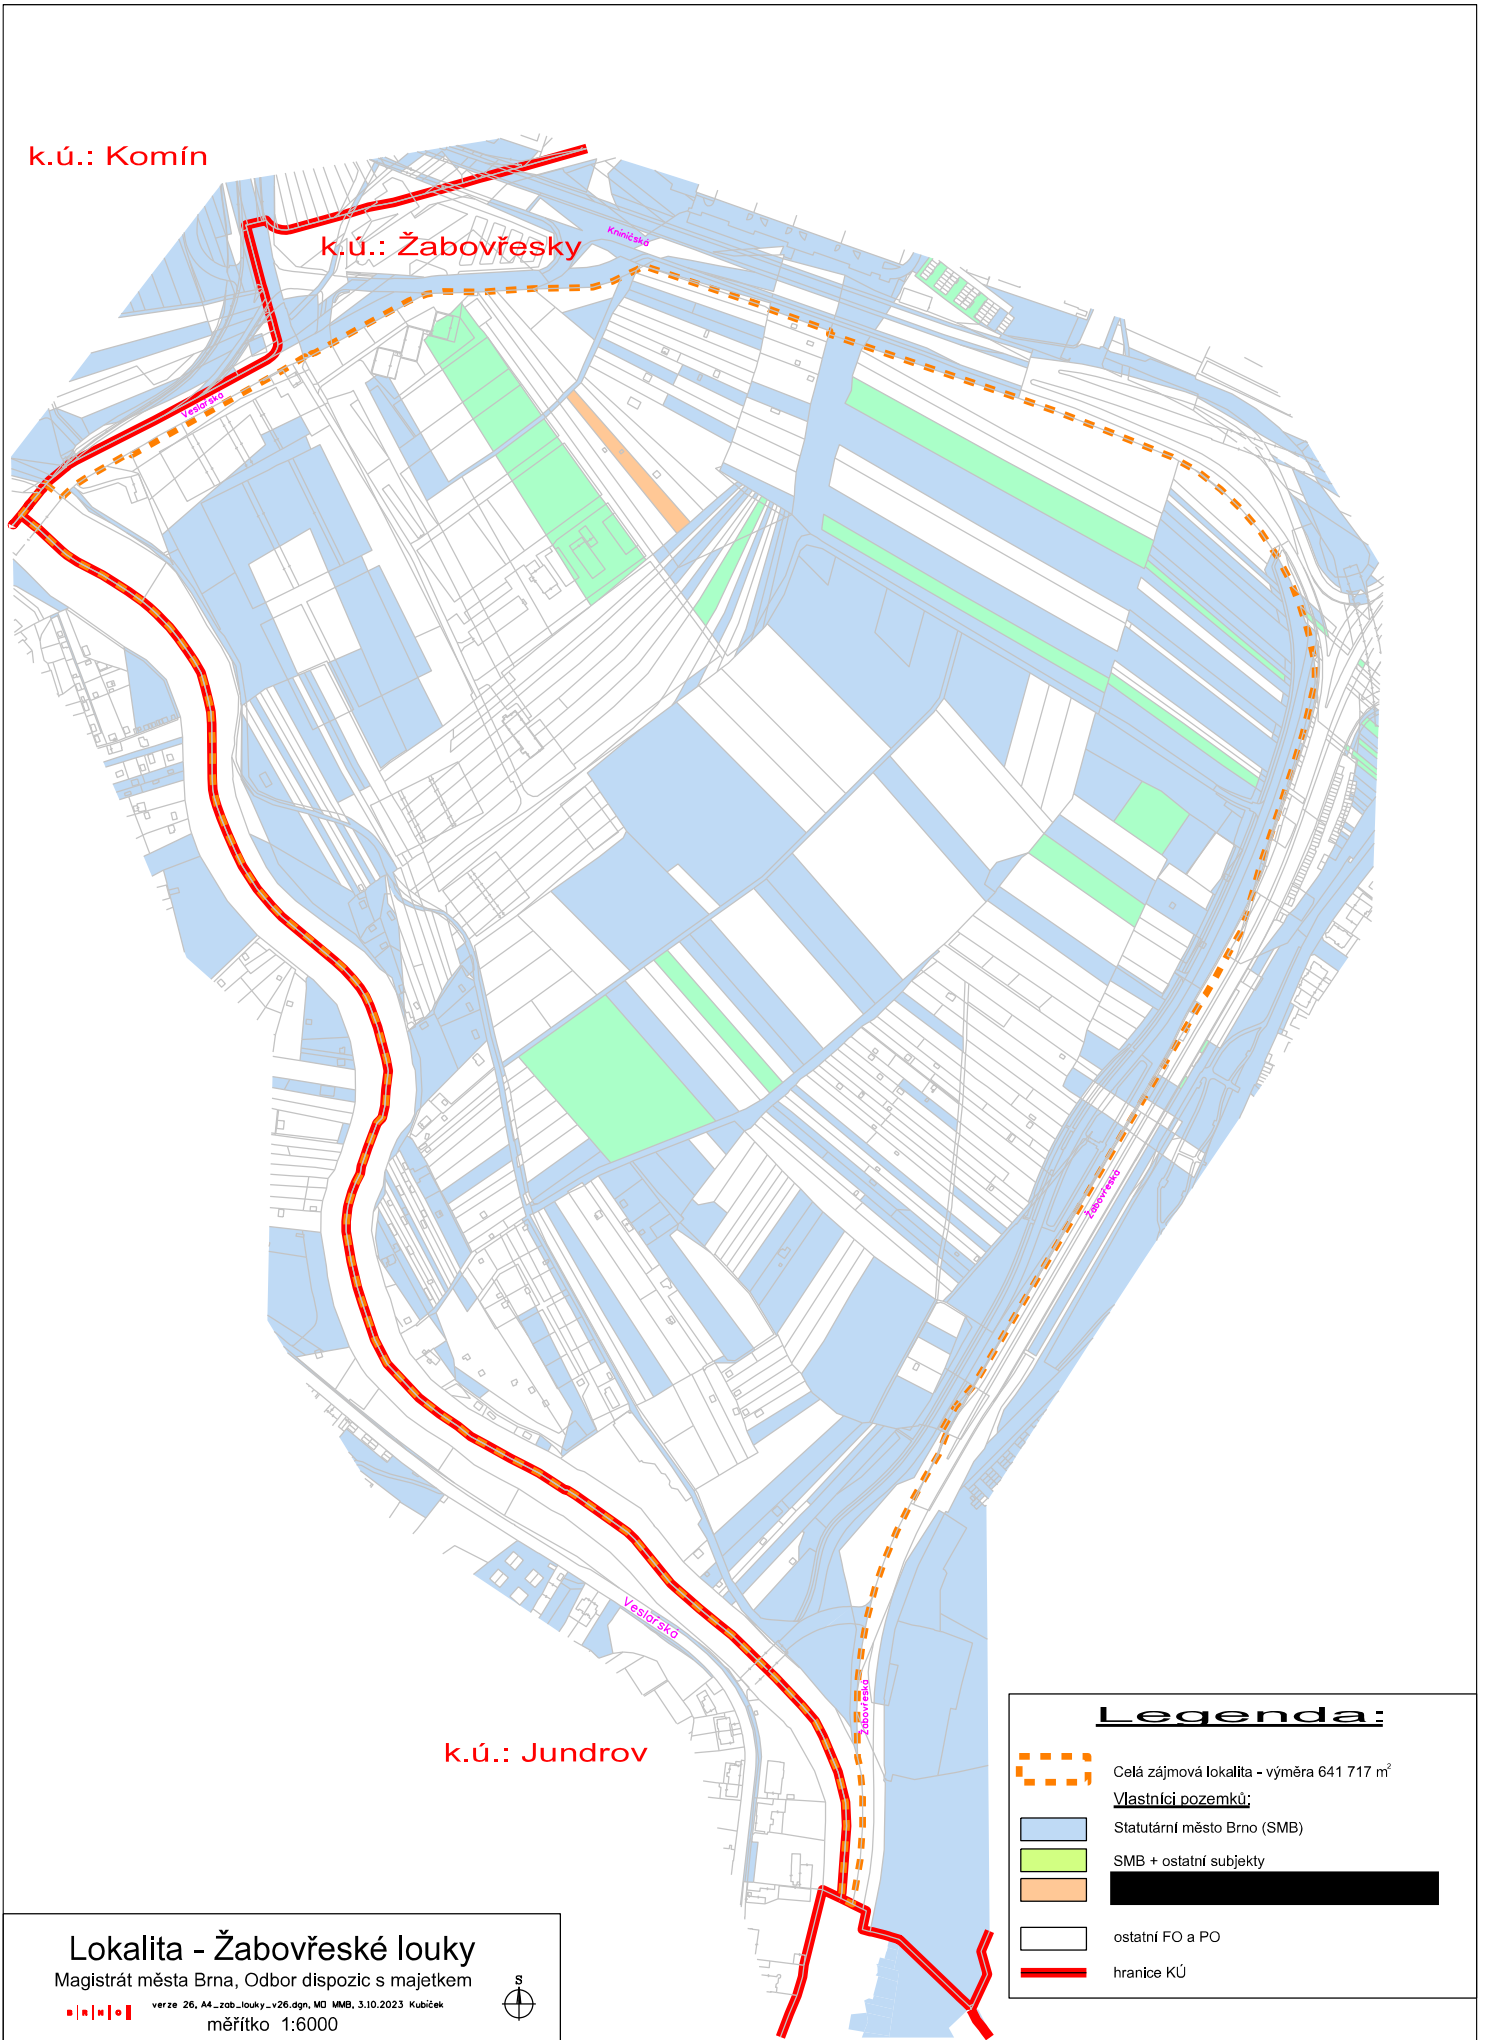 k.ú.: Komín
k.ú.: Žabovřesky
Kníničská
Veslařská
Žabovřeská
Veslařská
Žabovřeská
k.ú.: Jundrov
Legenda:
Celá zájmová lokalita - výměra 641 717 m²
Vlastníci pozemků:
Statutární město Brno (SMB)
SMB + ostatní subjekty
ostatní FO a PO
hranice KÚ
Lokalita - Žabovřeské louky
Magistrát města Brna, Odbor dispozic s majetkem
verze 26, A4_zab_louky_v26.dgn, MO MMB, 3.10.2023 Kubíček
měřítko 1:6000
S